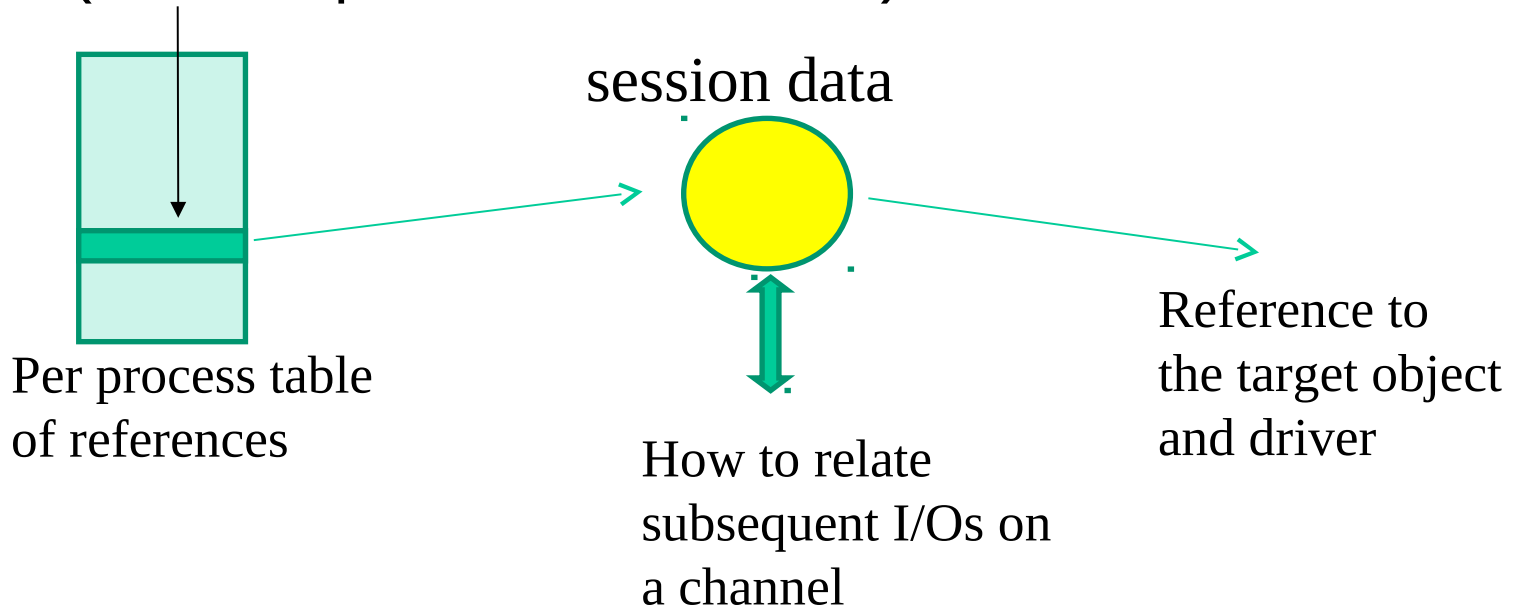 session data
Per process table
of references
Reference to
the target object
and driver
How to relate
subsequent I/Os on
a channel